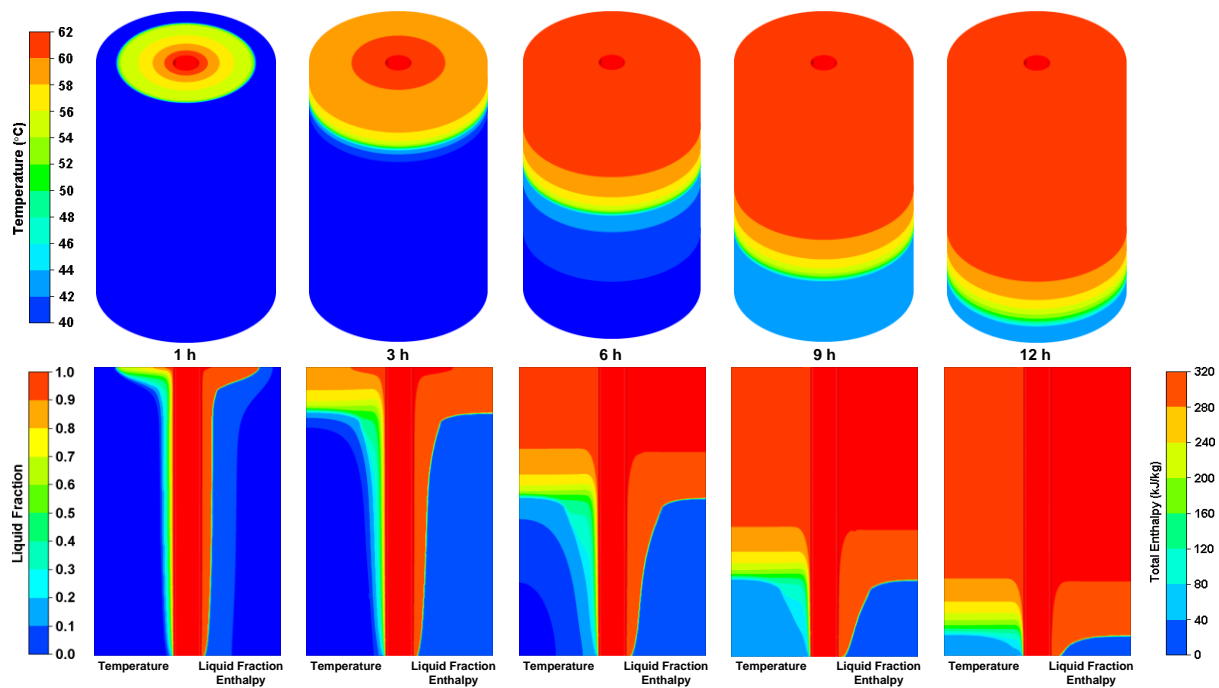 Temperature (°C)
62
60
58
56
54
52
50
48
46
44
42
40
1 h
3 h
6 h
9 h
12 h
Liquid Fraction
1.0
0.9
0.8
0.7
0.6
0.5
0.4
0.3
0.2
0.1
0.0
Total Enthalpy (kJ/kg)
320
280
240
200
160
120
80
40
0
Temperature
Liquid Fraction
Enthalpy
Temperature
Liquid Fraction
Enthalpy
Temperature
Liquid Fraction
Enthalpy
Temperature
Liquid Fraction
Enthalpy
Temperature
Liquid Fraction
Enthalpy